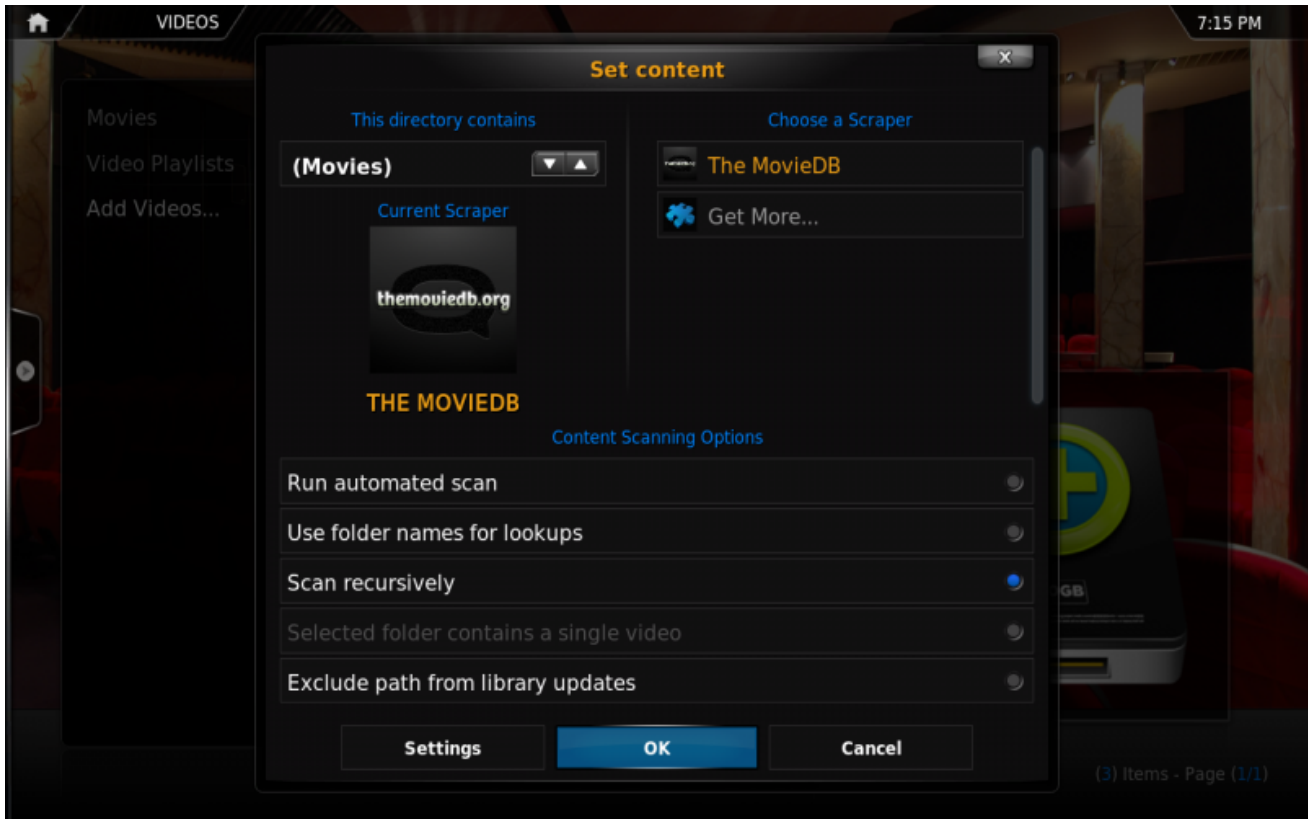 VIDEOS
7:15 PM
Movies
Video Playlists
Add Videos...
Set content
X
This directory contains
(Movies)
Current Scraper
themoviedb.org
THE MOVIEDB
Choose a Scraper
The MovieDB
Get More...
Content Scanning Options
Run automated scan
Use folder names for lookups
Scan recursively
Selected folder contains a single video
Exclude path from library updates
Settings
OK
Cancel
GB
(3) Items - Page (1/1)